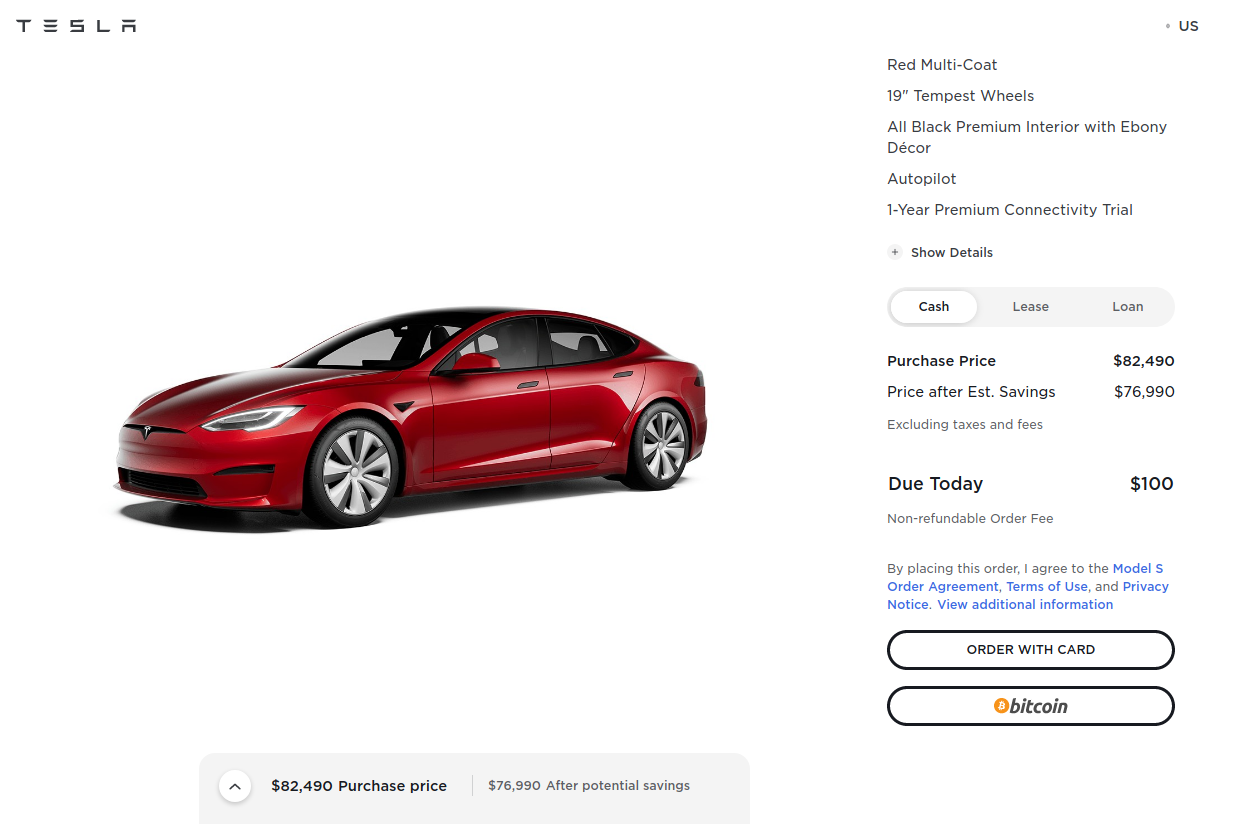 TESLA
US
Red Multi-Coat
19" Tempest Wheels
All Black Premium Interior with Ebony
Décor
Autopilot
1-Year Premium Connectivity Trial
+ Show Details
Cash Lease Loan
Purchase Price $82,490
Price after Est. Savings $76,990
Excluding taxes and fees
Due Today $100
Non-refundable Order Fee
By placing this order, I agree to the Model S
Order Agreement, Terms of Use, and Privacy
Notice. View additional information
ORDER WITH CARD
bitcoin
$82,490 Purchase price $76,990 After potential savings